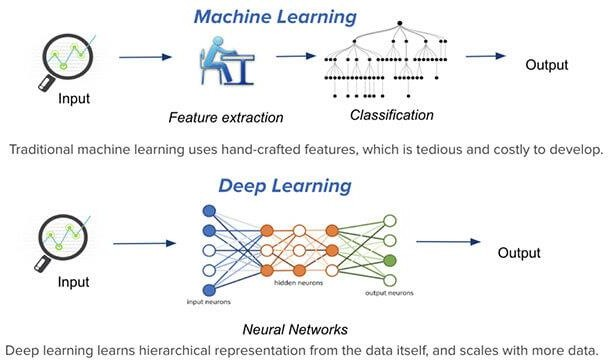 Machine Learning
Input
Feature extraction
Classification
Output
Traditional machine learning uses hand-crafted features, which is tedious and costly to develop.
Deep Learning
Input
input neurons
hidden neurons
output neurons
Output
Neural Networks
Deep learning learns hierarchical representation from the data itself, and scales with more data.